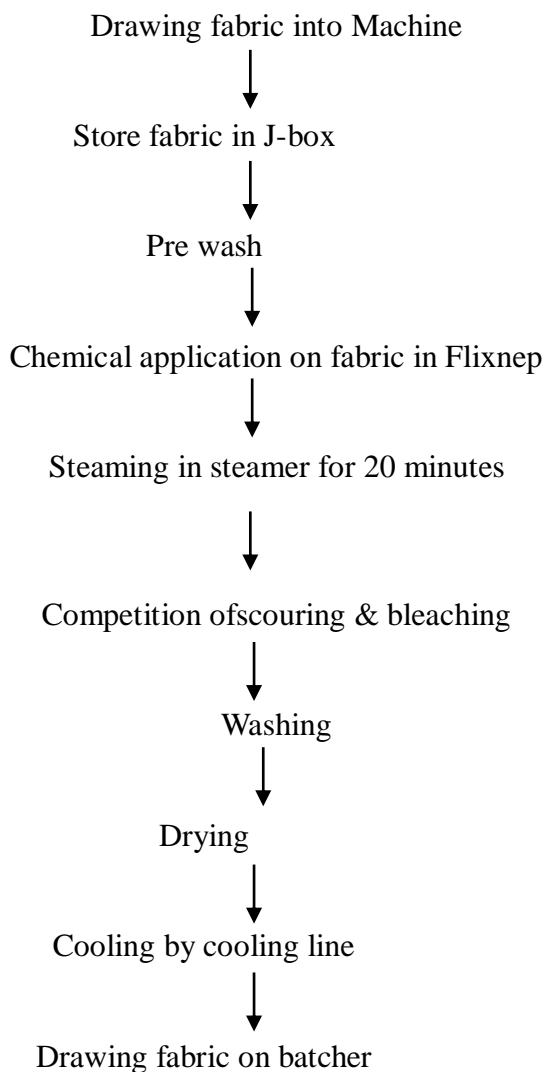 Drawing fabric into Machine
Store fabric in J-box
Pre wash
Chemical application on fabric in Flixnep
Steaming in steamer for 20 minutes
Competition ofscouring & bleaching
Washing
Drying
Cooling by cooling line
Drawing fabric on batcher